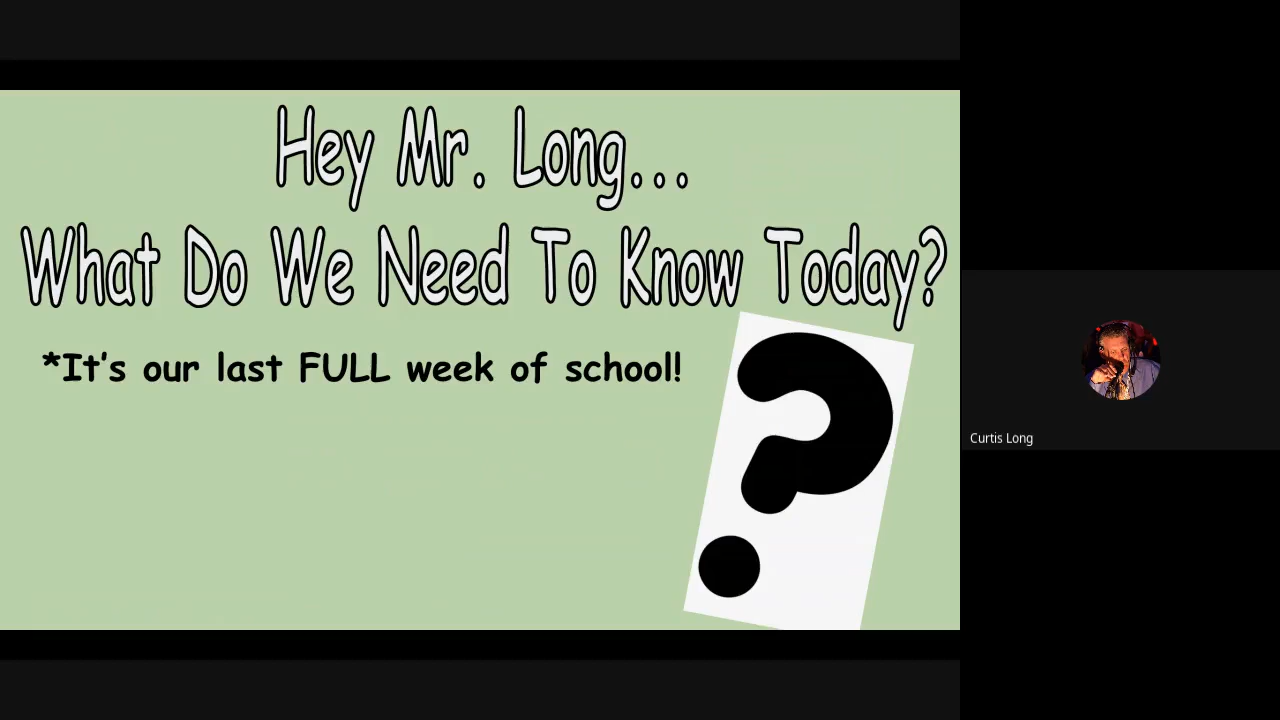 Hey Mr. Long...
What Do We Need To Know Today?
*It's our last FULL week of school!
?
Curtis Long